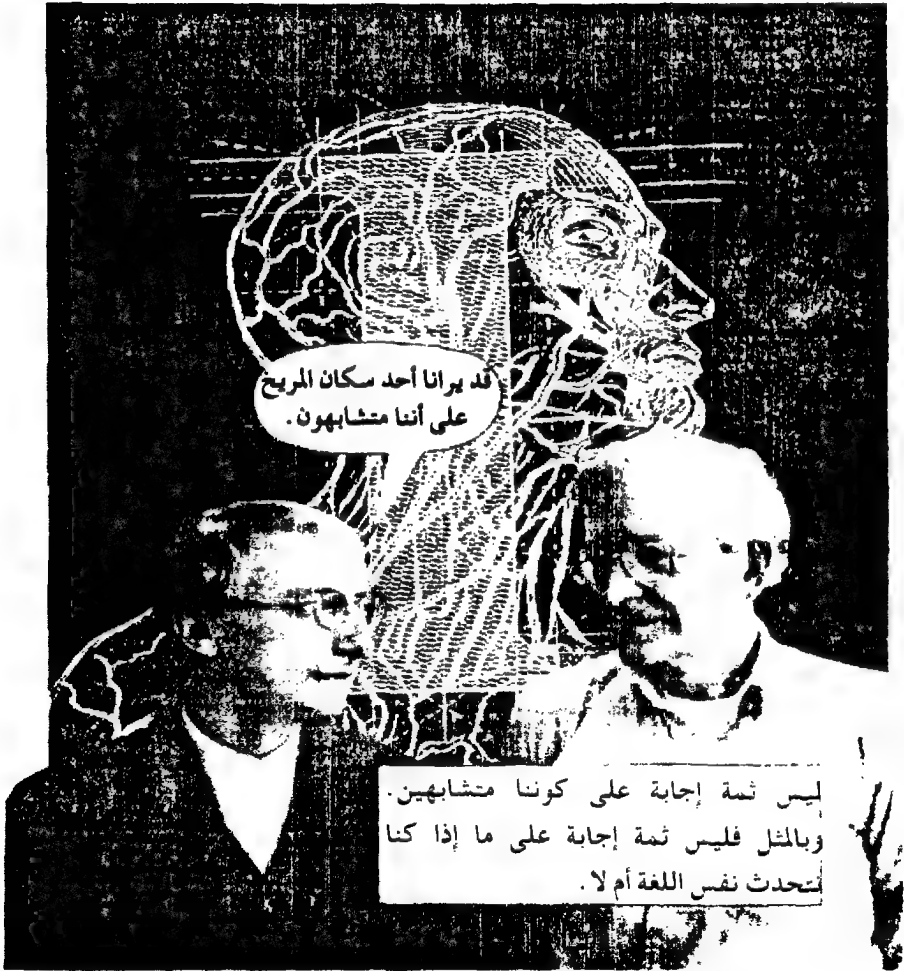 قد يرانا أحد سكان المريخ
على أننا متشابهون.
ليس ثمة إجابة على كوننا متشابهين.
وبالمثل فليس ثمة إجابة على ما إذا كنا
نتحدث نفس اللغة أم لا.